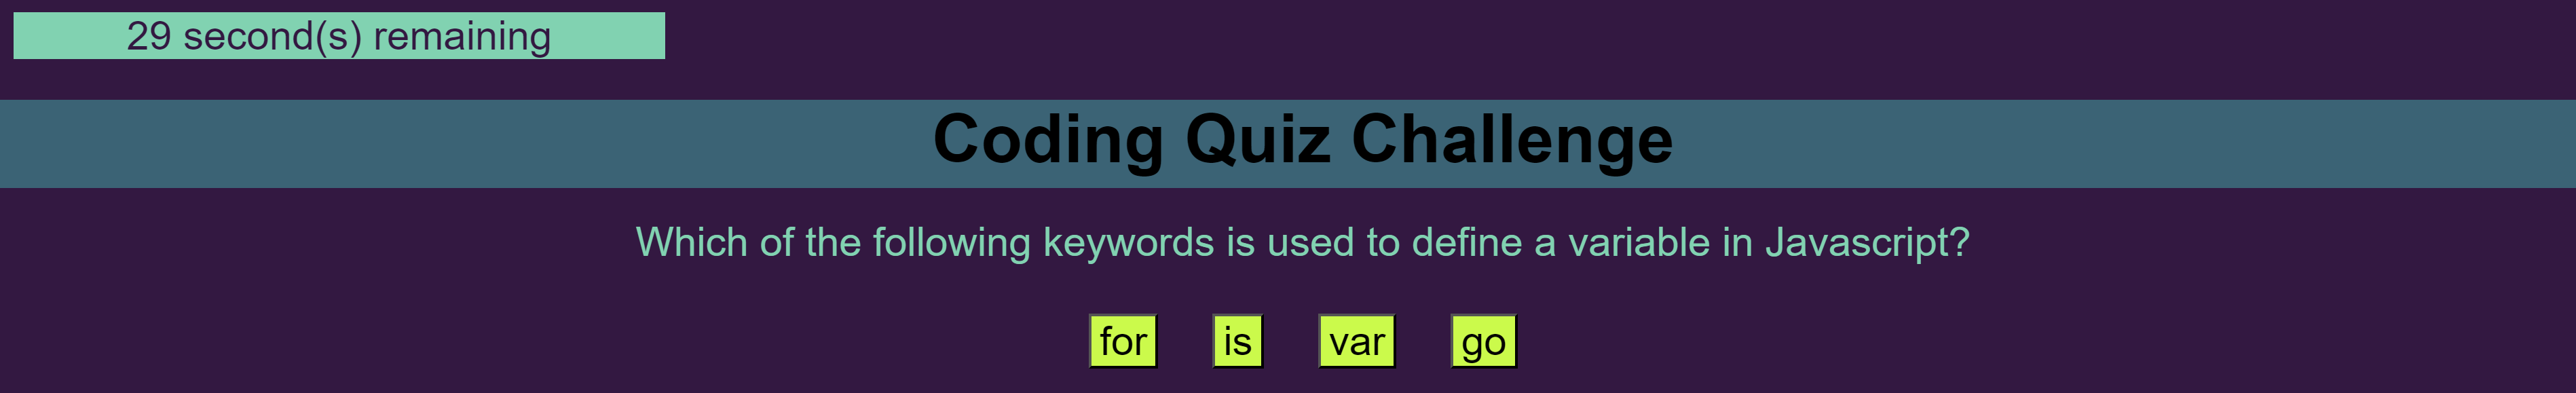 29 second(s) remaining
Coding Quiz Challenge
Which of the following keywords is used to define a variable in Javascript?
for is var go